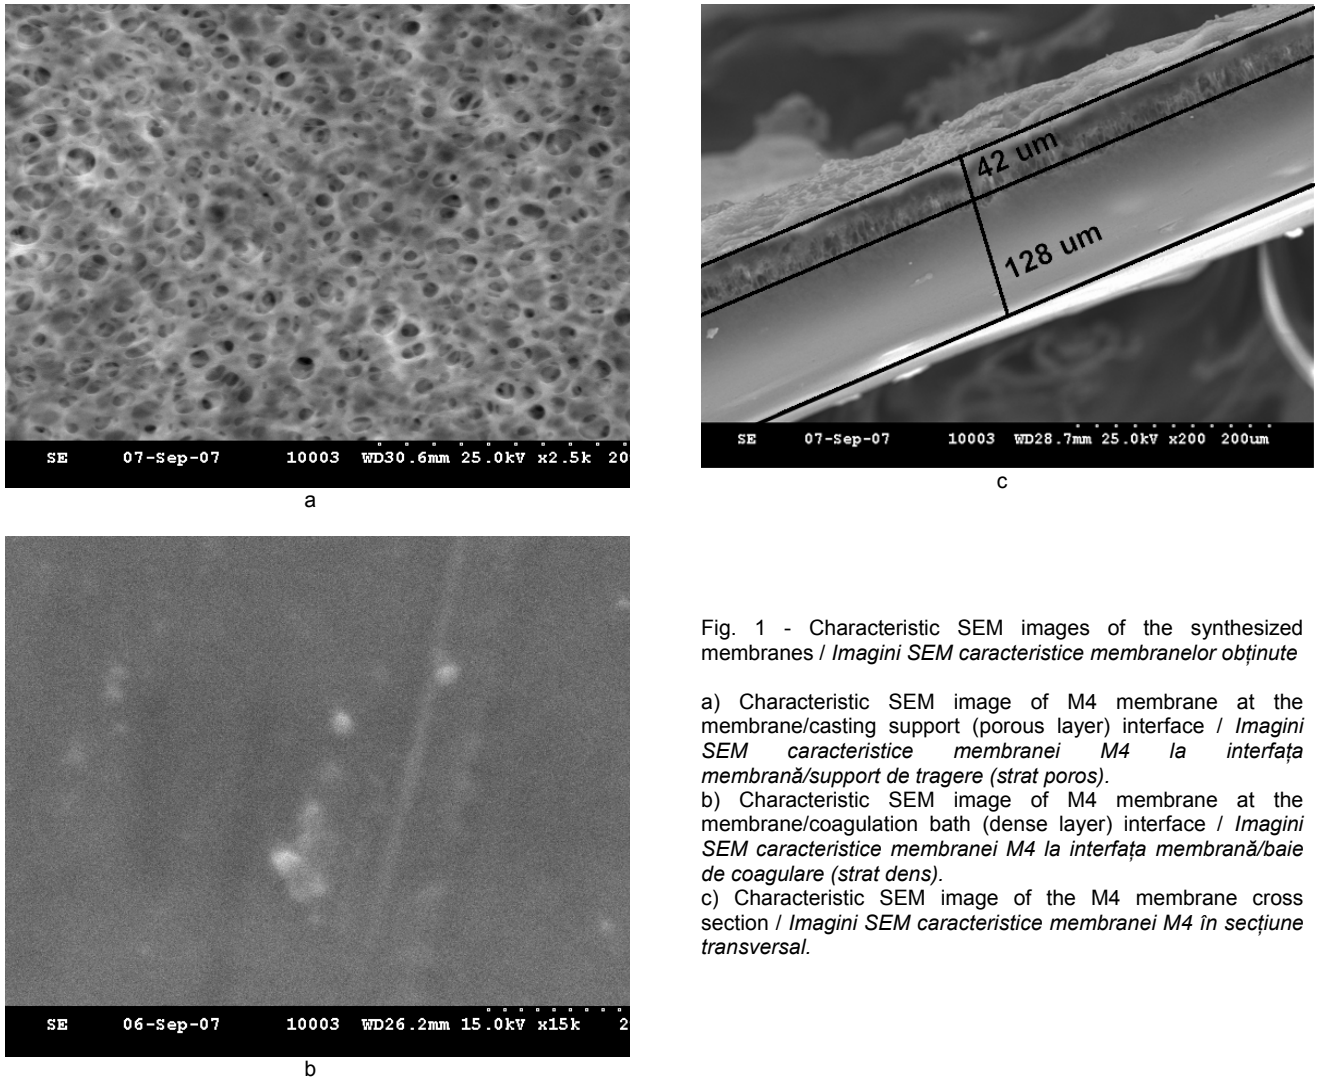 SE 07-Sep-07 10003 WD30.6mm 25.0kV x2.5k 20
a
42 um
128 um
SE 07-Sep-07 10003 WD28.7mm 25.0kV x200 200um
c
SE 06-Sep-07 10003 WD26.2mm 15.0kV x15k 2
b
Fig. 1 - Characteristic SEM images of the synthesized
membranes / Imagini SEM caracteristice membranelor obținute
a) Characteristic SEM image of M4 membrane at the
membrane/casting support (porous layer) interface / Imagini
SEM caracteristice membranei M4 la interfața
membrană/support de tragere (strat poros).
b) Characteristic SEM image of M4 membrane at the
membrane/coagulation bath (dense layer) interface / Imagini
SEM caracteristice membranei M4 la interfața membrană/baie
de coagulare (strat dens).
c) Characteristic SEM image of the M4 membrane cross
section / Imagini SEM caracteristice membranei M4 în secțiune
transversal.